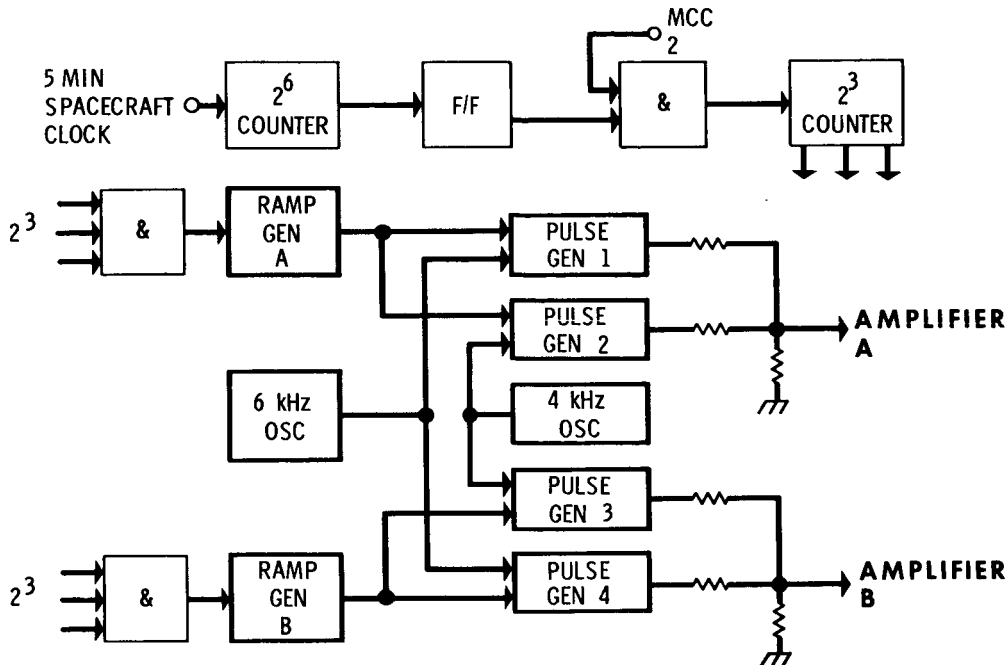 MCC
2
5 MIN
SPACECRAFT
CLOCK
2⁶
COUNTER
F/F
&
2³
COUNTER
2³
&
RAMP
GEN
A
PULSE
GEN 1
PULSE
GEN 2
AMPLIFIER
A
6 kHz
OSC
4 kHz
OSC
PULSE
GEN 3
2³
&
RAMP
GEN
B
PULSE
GEN 4
AMPLIFIER
B